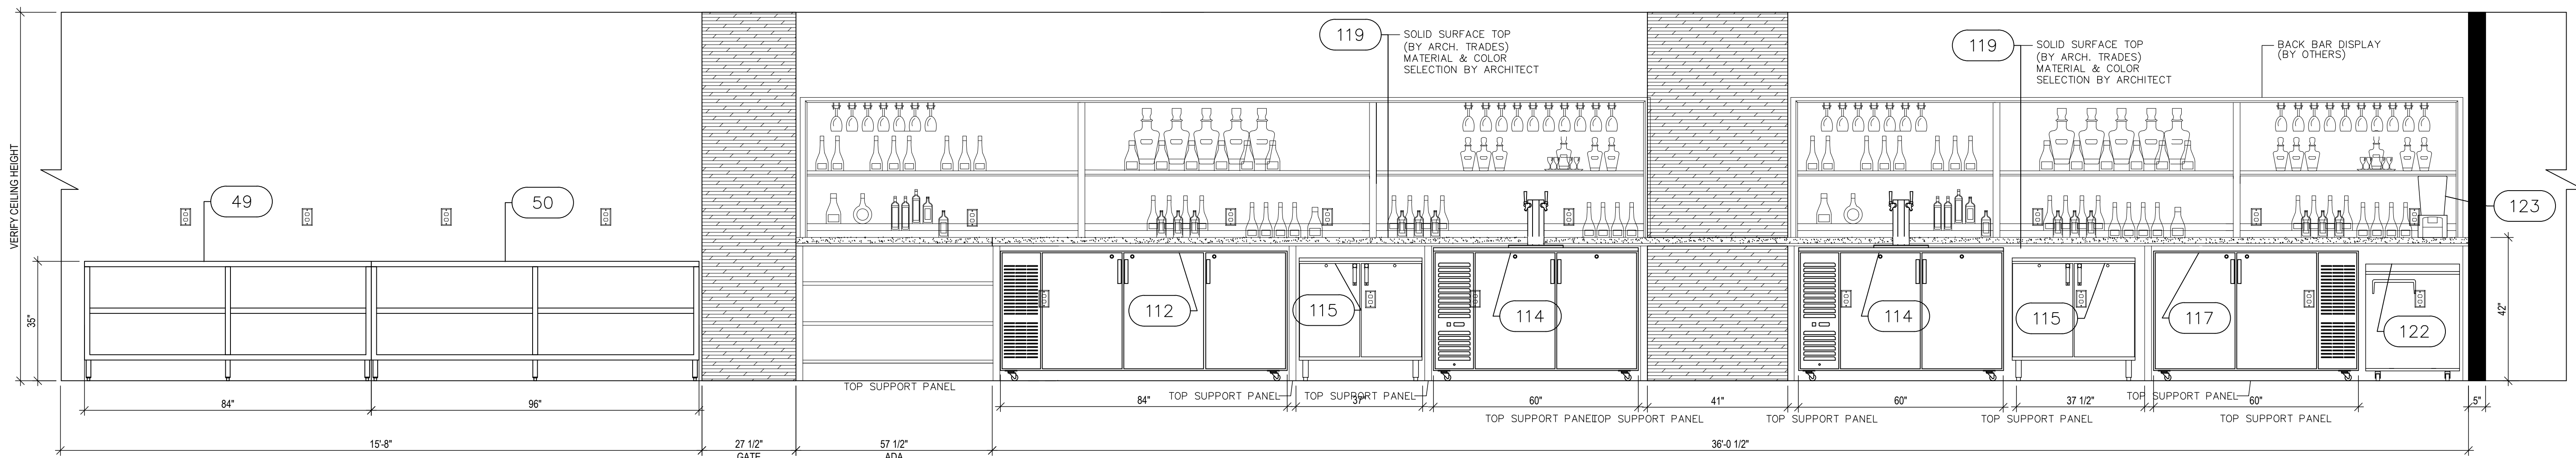 119
SOLID SURFACE TOP
(BY ARCH. TRADES)
MATERIAL & COLOR
SELECTION BY ARCHITECT
119
SOLID SURFACE TOP
(BY ARCH. TRADES)
MATERIAL & COLOR
SELECTION BY ARCHITECT
BACK BAR DISPLAY
(BY OTHERS)
VERIFY CEILING HEIGHT
49
50
123
35"
112
115
114
114
115
117
122
42"
TOP SUPPORT PANEL
TOP SUPPORT PANEL
TOP SUPPORT PANEL
TOP SUPPORT PANEL
84"
96"
84"
37"
60"
41"
60"
37 1/2"
60"
5"
TOP SUPPORT PANEL
TOP SUPPORT PANEL
TOP SUPPORT PANEL
TOP SUPPORT PANEL
TOP SUPPORT PANEL
15'-8"
27 1/2"
GATE
57 1/2"
ADA
36'-0 1/2"